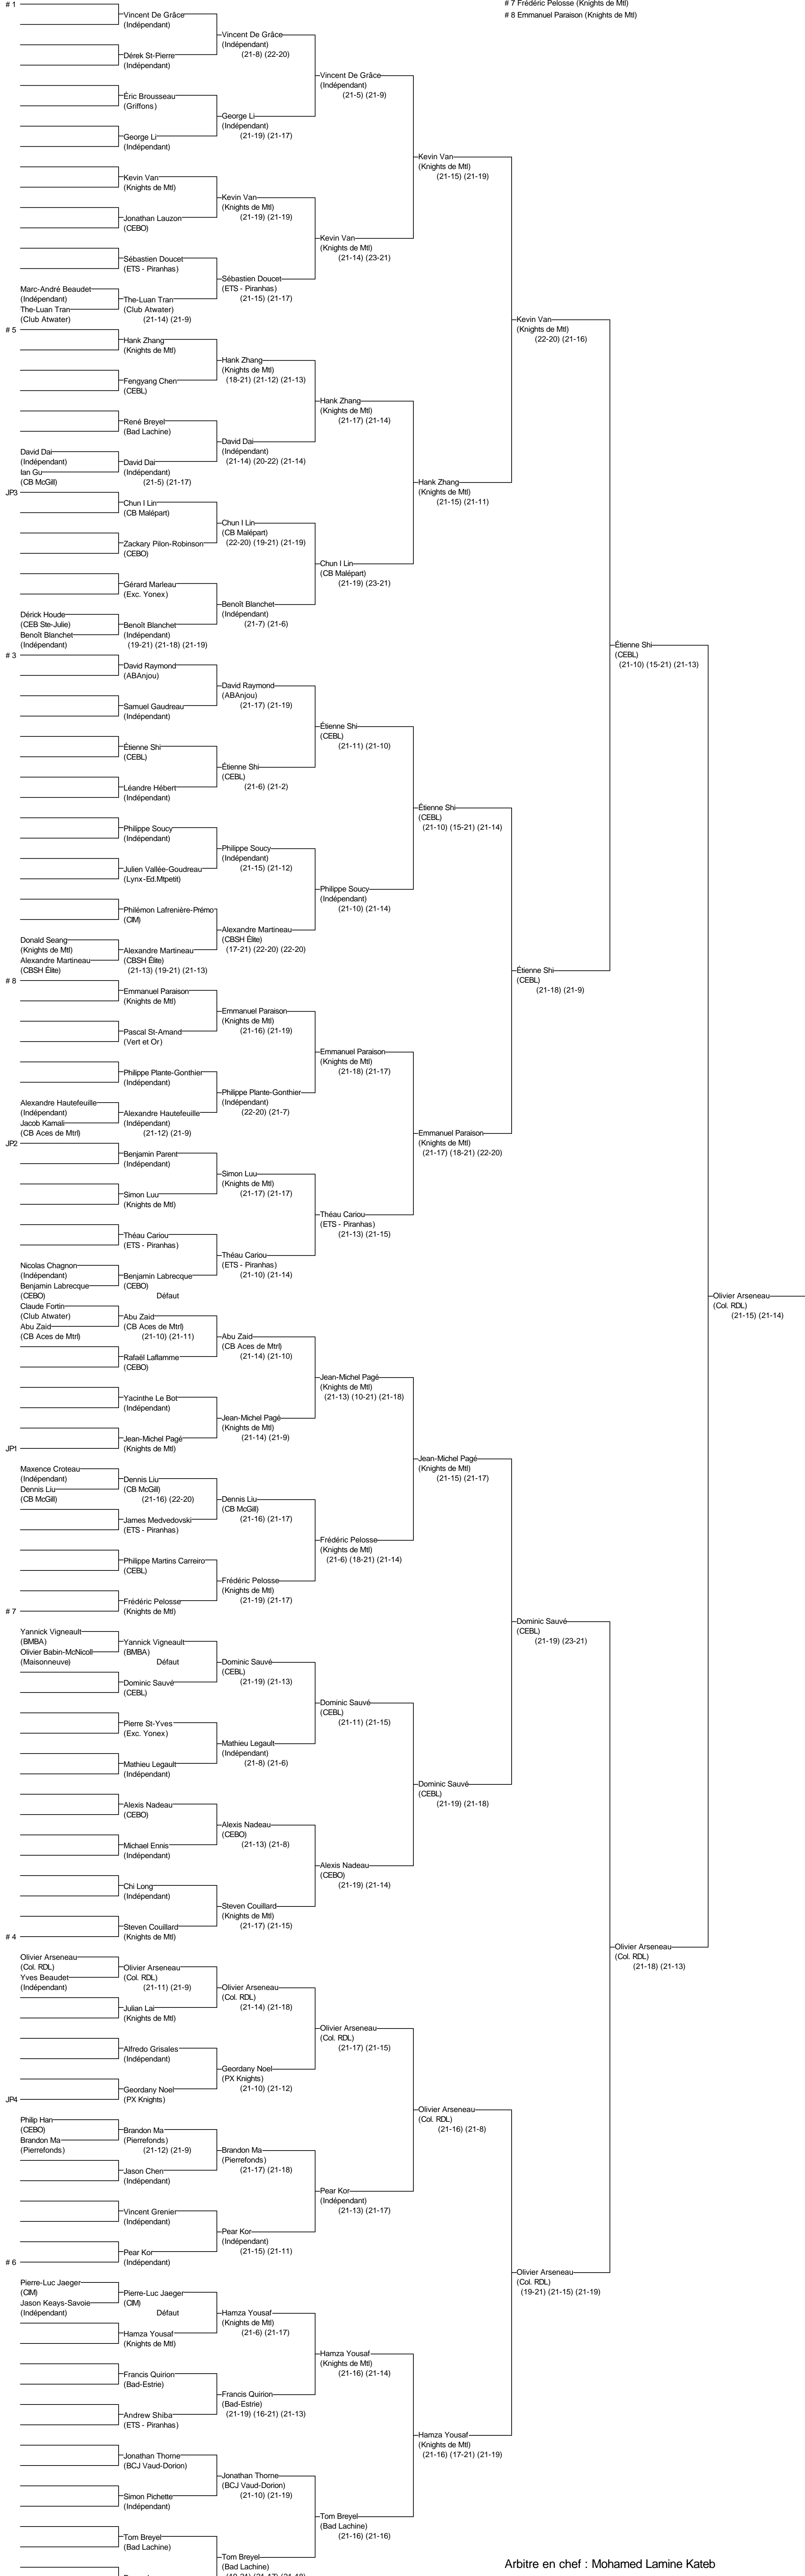 # 7 Frédéric Pelosse (Knights de Mtl)
# 8 Emmanuel Paraison (Knights de Mtl)
# 1
Marc-André Beaudet
(Indépendant)
The-Luan Tran
(Club Atwater)
# 5
David Dai
(Indépendant)
Ian Gu
(CB McGill)
JP3
Dérick Houde
(CEB Ste-Julie)
Benoît Blanchet
(Indépendant)
# 3
Donald Seang
(Knights de Mtl)
Alexandre Martineau
(CBSH Élite)
# 8
Alexandre Hautefeuille
(Indépendant)
Jacob Kamali
(CB Aces de Mtrl)
JP2
Nicolas Chagnon
(Indépendant)
Benjamin Labrecque
(CEBO)
Claude Fortin
(Club Atwater)
Abu Zaid
(CB Aces de Mtrl)
JP1
Maxence Croteau
(Indépendant)
Dennis Liu
(CB McGill)
# 7
Yannick Vigneault
(BMBA)
Olivier Babin-McNicoll
(Maisonneuve)
# 4
Olivier Arseneau
(Col. RDL)
Yves Beaudet
(Indépendant)
JP4
Philip Han
(CEBO)
Brandon Ma
(Pierrefonds)
# 6
Pierre-Luc Jaeger
(CIM)
Jason Keays-Savoie
(Indépendant)
Vincent De Grâce
(Indépendant)
Dérek St-Pierre
(Indépendant)
Éric Brousseau
(Griffons)
George Li
(Indépendant)
Kevin Van
(Knights de Mtl)
Jonathan Lauzon
(CEBO)
Sébastien Doucet
(ETS - Piranhas)
The-Luan Tran
(Club Atwater)
(21-14) (21-9)
Hank Zhang
(Knights de Mtl)
Fengyang Chen
(CEBL)
René Breyel
(Bad Lachine)
David Dai
(Indépendant)
(21-5) (21-17)
Chun I Lin
(CB Malépart)
Zackary Pilon-Robinson
(CEBO)
Gérard Marleau
(Exc. Yonex)
Benoît Blanchet
(Indépendant)
(19-21) (21-18) (21-19)
David Raymond
(ABAnjou)
Samuel Gaudreau
(Indépendant)
Étienne Shi
(CEBL)
Léandre Hébert
(Indépendant)
Philippe Soucy
(Indépendant)
Julien Vallée-Goudreau
(Lynx-Ed.Mtpetit)
Philémon Lafrenière-Prémo
(CIM)
Alexandre Martineau
(CBSH Élite)
(21-13) (19-21) (21-13)
Emmanuel Paraison
(Knights de Mtl)
Pascal St-Amand
(Vert et Or)
Philippe Plante-Gonthier
(Indépendant)
Alexandre Hautefeuille
(Indépendant)
(21-12) (21-9)
Benjamin Parent
(Indépendant)
Simon Luu
(Knights de Mtl)
Théau Cariou
(ETS - Piranhas)
Benjamin Labrecque
(CEBO)
Défaut
Abu Zaid
(CB Aces de Mtrl)
(21-10) (21-11)
Rafaël Laflamme
(CEBO)
Yacinthe Le Bot
(Indépendant)
Jean-Michel Pagé
(Knights de Mtl)
Dennis Liu
(CB McGill)
(21-16) (22-20)
James Medvedovski
(ETS - Piranhas)
Philippe Martins Carreiro
(CEBL)
Frédéric Pelosse
(Knights de Mtl)
Yannick Vigneault
(BMBA)
Défaut
Dominic Sauvé
(CEBL)
Pierre St-Yves
(Exc. Yonex)
Mathieu Legault
(Indépendant)
Alexis Nadeau
(CEBO)
Michael Ennis
(Indépendant)
Chi Long
(Indépendant)
Steven Couillard
(Knights de Mtl)
Olivier Arseneau
(Col. RDL)
(21-11) (21-9)
Julian Lai
(Knights de Mtl)
Alfredo Grisales
(Indépendant)
Geordany Noel
(PX Knights)
Brandon Ma
(Pierrefonds)
(21-12) (21-9)
Jason Chen
(Indépendant)
Vincent Grenier
(Indépendant)
Pear Kor
(Indépendant)
Pierre-Luc Jaeger
(CIM)
Défaut
Hamza Yousaf
(Knights de Mtl)
Francis Quirion
(Bad-Estrie)
Andrew Shiba
(ETS - Piranhas)
Jonathan Thorne
(BCJ Vaud-Dorion)
Simon Pichette
(Indépendant)
Tom Breyel
(Bad Lachine)
Vincent De Grâce
(Indépendant)
(21-8) (22-20)
George Li
(Indépendant)
(21-19) (21-17)
Kevin Van
(Knights de Mtl)
(21-19) (21-19)
Sébastien Doucet
(ETS - Piranhas)
(21-15) (21-17)
Hank Zhang
(Knights de Mtl)
(18-21) (21-12) (21-13)
David Dai
(Indépendant)
(21-14) (20-22) (21-14)
Chun I Lin
(CB Malépart)
(22-20) (19-21) (21-19)
Benoît Blanchet
(Indépendant)
(21-7) (21-6)
David Raymond
(ABAnjou)
(21-17) (21-19)
Étienne Shi
(CEBL)
(21-6) (21-2)
Philippe Soucy
(Indépendant)
(21-15) (21-12)
Alexandre Martineau
(CBSH Élite)
(17-21) (22-20) (22-20)
Emmanuel Paraison
(Knights de Mtl)
(21-16) (21-19)
Philippe Plante-Gonthier
(Indépendant)
(22-20) (21-7)
Simon Luu
(Knights de Mtl)
(21-17) (21-17)
Théau Cariou
(ETS - Piranhas)
(21-10) (21-14)
Abu Zaid
(CB Aces de Mtrl)
(21-14) (21-10)
Jean-Michel Pagé
(Knights de Mtl)
(21-14) (21-9)
Dennis Liu
(CB McGill)
(21-16) (21-17)
Frédéric Pelosse
(Knights de Mtl)
(21-19) (21-17)
Dominic Sauvé
(CEBL)
(21-19) (21-13)
Mathieu Legault
(Indépendant)
(21-8) (21-6)
Alexis Nadeau
(CEBO)
(21-13) (21-8)
Steven Couillard
(Knights de Mtl)
(21-17) (21-15)
Olivier Arseneau
(Col. RDL)
(21-14) (21-18)
Geordany Noel
(PX Knights)
(21-10) (21-12)
Brandon Ma
(Pierrefonds)
(21-17) (21-18)
Pear Kor
(Indépendant)
(21-15) (21-11)
Hamza Yousaf
(Knights de Mtl)
(21-6) (21-17)
Francis Quirion
(Bad-Estrie)
(21-19) (16-21) (21-13)
Jonathan Thorne
(BCJ Vaud-Dorion)
(21-10) (21-19)
Tom Breyel
(Bad Lachine)
Vincent De Grâce
(Indépendant)
(21-5) (21-9)
Kevin Van
(Knights de Mtl)
(21-14) (23-21)
Hank Zhang
(Knights de Mtl)
(21-17) (21-14)
Chun I Lin
(CB Malépart)
(21-19) (23-21)
Étienne Shi
(CEBL)
(21-11) (21-10)
Philippe Soucy
(Indépendant)
(21-10) (21-14)
Emmanuel Paraison
(Knights de Mtl)
(21-18) (21-17)
Théau Cariou
(ETS - Piranhas)
(21-13) (21-15)
Jean-Michel Pagé
(Knights de Mtl)
(21-13) (10-21) (21-18)
Frédéric Pelosse
(Knights de Mtl)
(21-6) (18-21) (21-14)
Dominic Sauvé
(CEBL)
(21-11) (21-15)
Alexis Nadeau
(CEBO)
(21-19) (21-14)
Olivier Arseneau
(Col. RDL)
(21-17) (21-15)
Pear Kor
(Indépendant)
(21-13) (21-17)
Hamza Yousaf
(Knights de Mtl)
(21-16) (21-14)
Tom Breyel
(Bad Lachine)
(21-16) (21-16)
Kevin Van
(Knights de Mtl)
(21-15) (21-19)
Hank Zhang
(Knights de Mtl)
(21-15) (21-11)
Étienne Shi
(CEBL)
(21-10) (15-21) (21-14)
Emmanuel Paraison
(Knights de Mtl)
(21-17) (18-21) (22-20)
Jean-Michel Pagé
(Knights de Mtl)
(21-15) (21-17)
Dominic Sauvé
(CEBL)
(21-19) (21-18)
Olivier Arseneau
(Col. RDL)
(21-16) (21-8)
Hamza Yousaf
(Knights de Mtl)
(21-16) (17-21) (21-19)
Kevin Van
(Knights de Mtl)
(22-20) (21-16)
Étienne Shi
(CEBL)
(21-18) (21-9)
Dominic Sauvé
(CEBL)
(21-19) (23-21)
Olivier Arseneau
(Col. RDL)
(19-21) (21-15) (21-19)
Étienne Shi
(CEBL)
(21-10) (15-21) (21-13)
Olivier Arseneau
(Col. RDL)
(21-18) (21-13)
Olivier Arseneau
(Col. RDL)
(21-15) (21-14)
Arbitre en chef : Mohamed Lamine Kateb